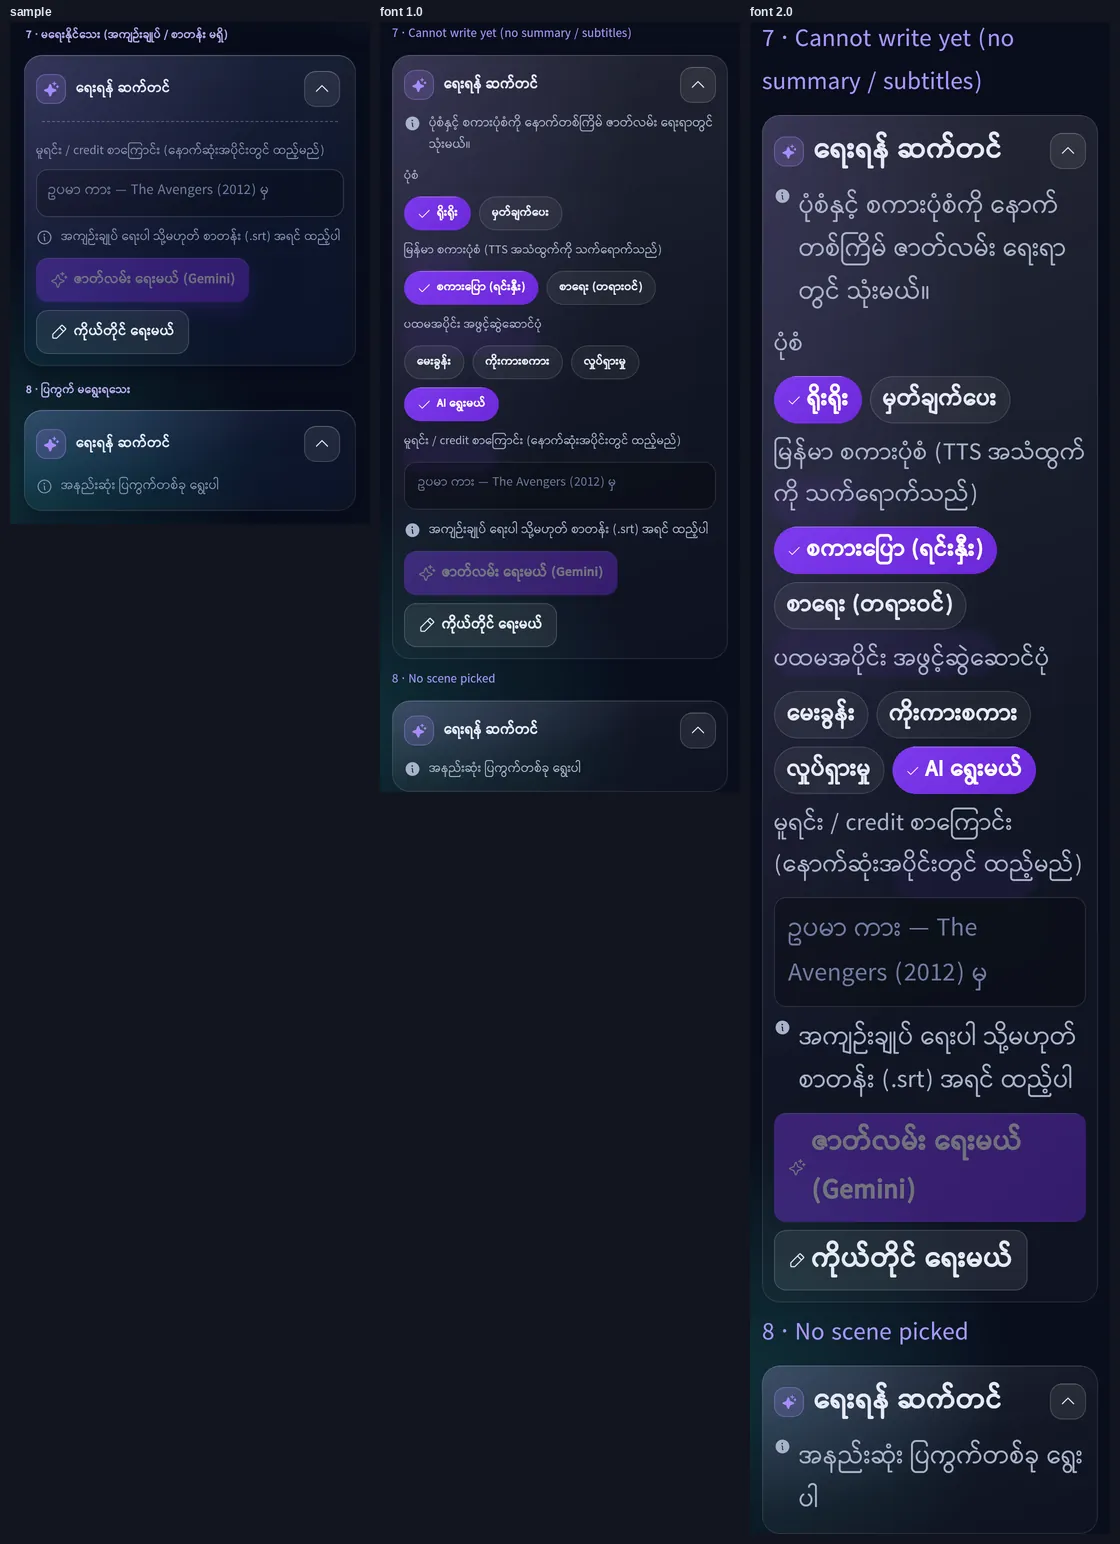 sample
7 · မရေးနိုင်သေး (အကျဉ်းချုပ် / စာတန်း မရှိ)
ရေးရန် ဆက်တင်
မူရင်း / credit စာကြောင်း (နောက်ဆုံးအပိုင်းတွင် ထည့်မည်)
ဥပမာ ကား — The Avengers (2012) မှ
အကျဉ်းချုပ် ရေးပါ သို့မဟုတ် စာတန်း (.srt) အရင် ထည့်ပါ
ဇာတ်လမ်း ရေးမယ် (Gemini)
ကိုယ်တိုင် ရေးမယ်
8 · ပြကွက် မရွေးရသေး
ရေးရန် ဆက်တင်
အနည်းဆုံး ပြကွက်တစ်ခု ရွေးပါ
font 1.0
7 · Cannot write yet (no summary / subtitles)
ရေးရန် ဆက်တင်
ပုံစံနှင့် စကားပုံစံကို နောက်တစ်ကြိမ် ဇာတ်လမ်း ရေးရာတွင်
သုံးမယ်။
ပုံစံ
ရိုးရိုး
မှတ်ချက်ပေး
မြန်မာ စကားပုံစံ (TTS အသံထွက်ကို သက်ရောက်သည်)
စကားပြော (ရင်းနှီး)
စာရေး (တရားဝင်)
ပထမအပိုင်း အဖွင့်ဆွဲဆောင်ပုံ
မေးခွန်း
ကိုးကားစကား
လှုပ်ရှားမှု
AI ရွေးမယ်
မူရင်း / credit စာကြောင်း (နောက်ဆုံးအပိုင်းတွင် ထည့်မည်)
ဥပမာ ကား — The Avengers (2012) မှ
အကျဉ်းချုပ် ရေးပါ သို့မဟုတ် စာတန်း (.srt) အရင် ထည့်ပါ
ဇာတ်လမ်း ရေးမယ် (Gemini)
ကိုယ်တိုင် ရေးမယ်
8 · No scene picked
ရေးရန် ဆက်တင်
အနည်းဆုံး ပြကွက်တစ်ခု ရွေးပါ
font 2.0
7 · Cannot write yet (no
summary / subtitles)
ရေးရန် ဆက်တင်
ပုံစံနှင့် စကားပုံစံကို နောက်
တစ်ကြိမ် ဇာတ်လမ်း ရေးရာ
တွင် သုံးမယ်။
ပုံစံ
ရိုးရိုး
မှတ်ချက်ပေး
မြန်မာ စကားပုံစံ (TTS အသံထွက်
ကို သက်ရောက်သည်)
စကားပြော (ရင်းနှီး)
စာရေး (တရားဝင်)
ပထမအပိုင်း အဖွင့်ဆွဲဆောင်ပုံ
မေးခွန်း
ကိုးကားစကား
လှုပ်ရှားမှု
AI ရွေးမယ်
မူရင်း / credit စာကြောင်း
(နောက်ဆုံးအပိုင်းတွင် ထည့်မည်)
ဥပမာ ကား — The
Avengers (2012) မှ
အကျဉ်းချုပ် ရေးပါ သို့မဟုတ်
စာတန်း (.srt) အရင် ထည့်ပါ
ဇာတ်လမ်း ရေးမယ်
(Gemini)
ကိုယ်တိုင် ရေးမယ်
8 · No scene picked
ရေးရန် ဆက်တင်
အနည်းဆုံး ပြကွက်တစ်ခု ရွေး
ပါ